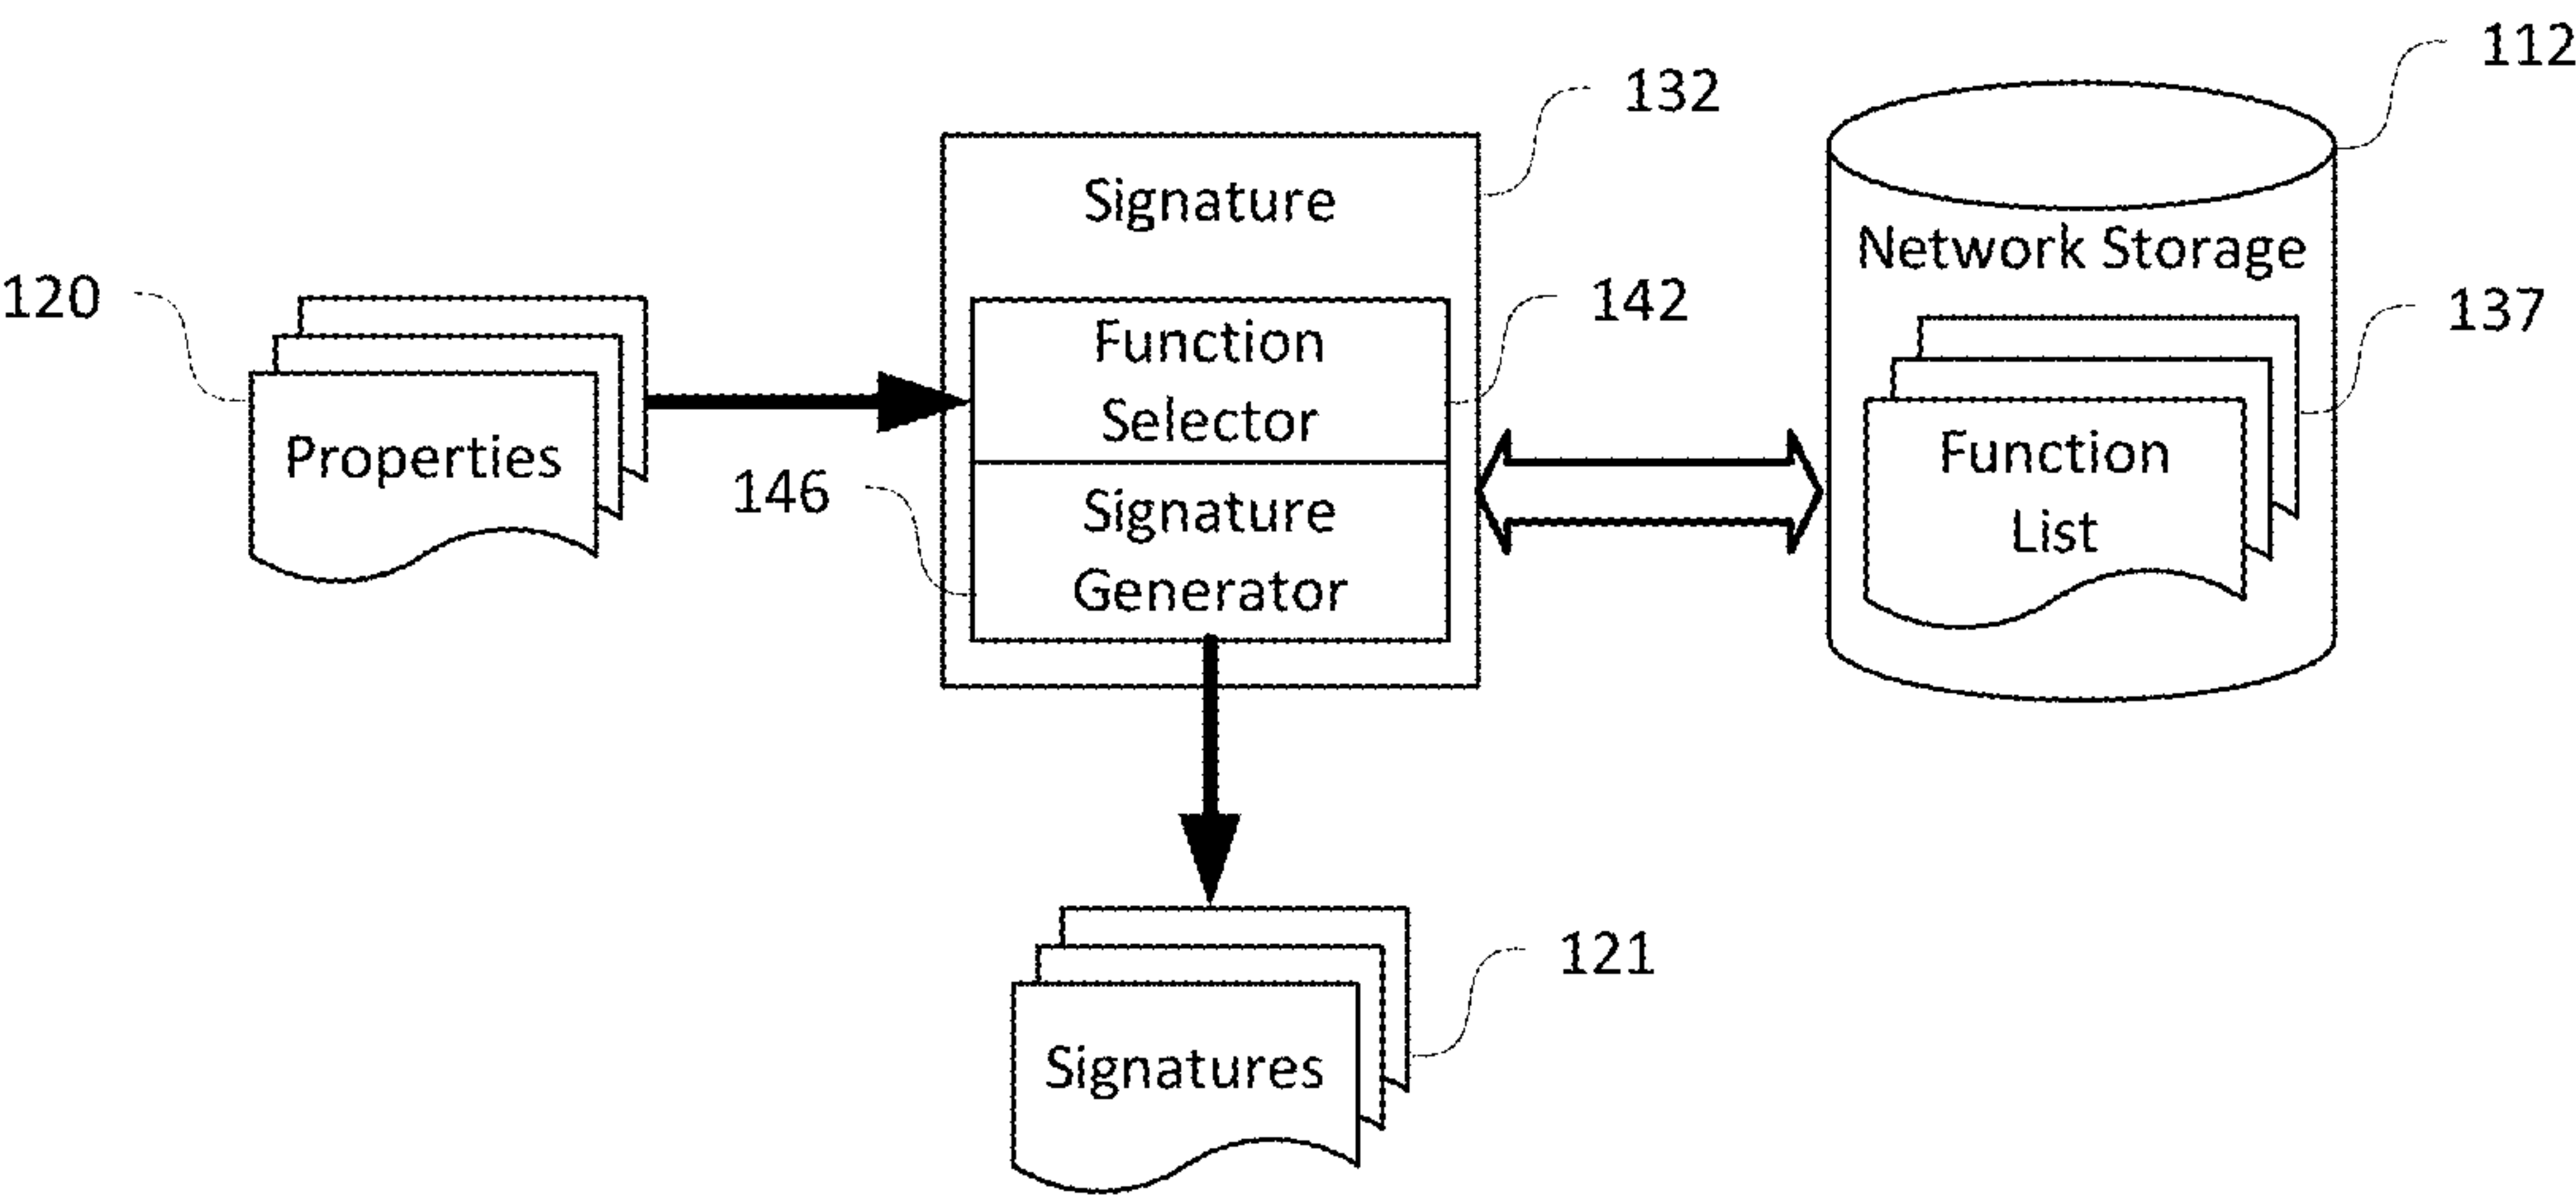 112
132
Signature
Network Storage
120
142
137
Function
Selector
Properties
146
Signature
Generator
Function
List
121
Signatures